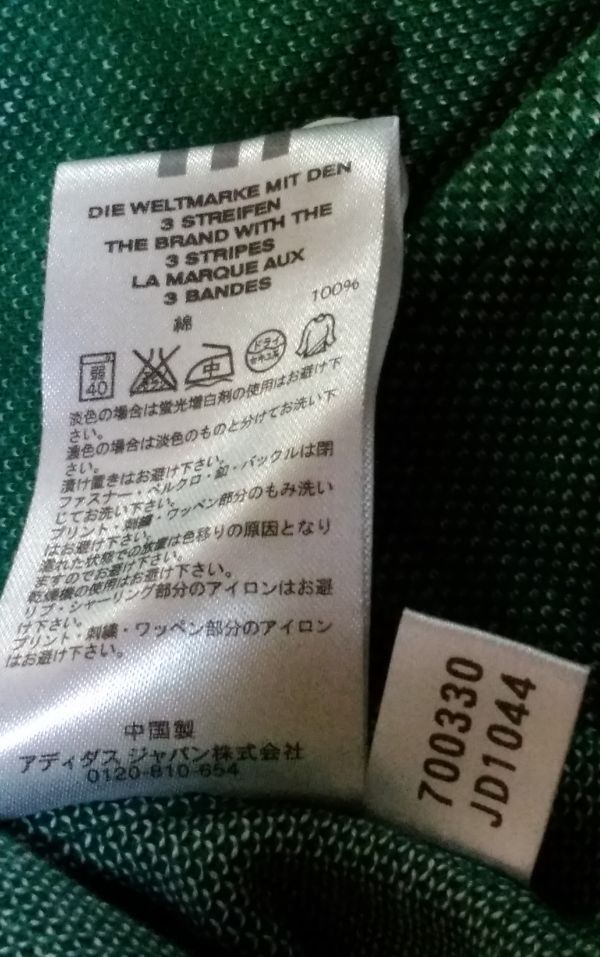 DIE WELTMARKE MIT DEN
3 STREIFEN
THE BRAND WITH THE
3 STRIPES
LA MARQUE AUX
3 BANDES
綿 100%
弱
40
中
ドライ
セキユ系
淡色の場合は蛍光増白剤の使用はお避け下
さい。
濃色の場合は淡色のものと分けてお洗い下
さい。
漬け置きはお避け下さい。
ファスナー・ベルクロ・釦・バックルは閉
じてお洗い下さい。
プリント・刺繍・ワッペン部分のもみ洗い
はお避け下さい。
濡れた状態での放置は色移りの原因となり
ますのでお避け下さい。
乾燥機の使用はお避け下さい。
リブ・シャーリング部分のアイロンはお避
け下さい。
プリント・刺繍・ワッペン部分のアイロン
はお避け下さい。
中国製
アディダス ジャパン株式会社
0120-810-654
700330
JD1044